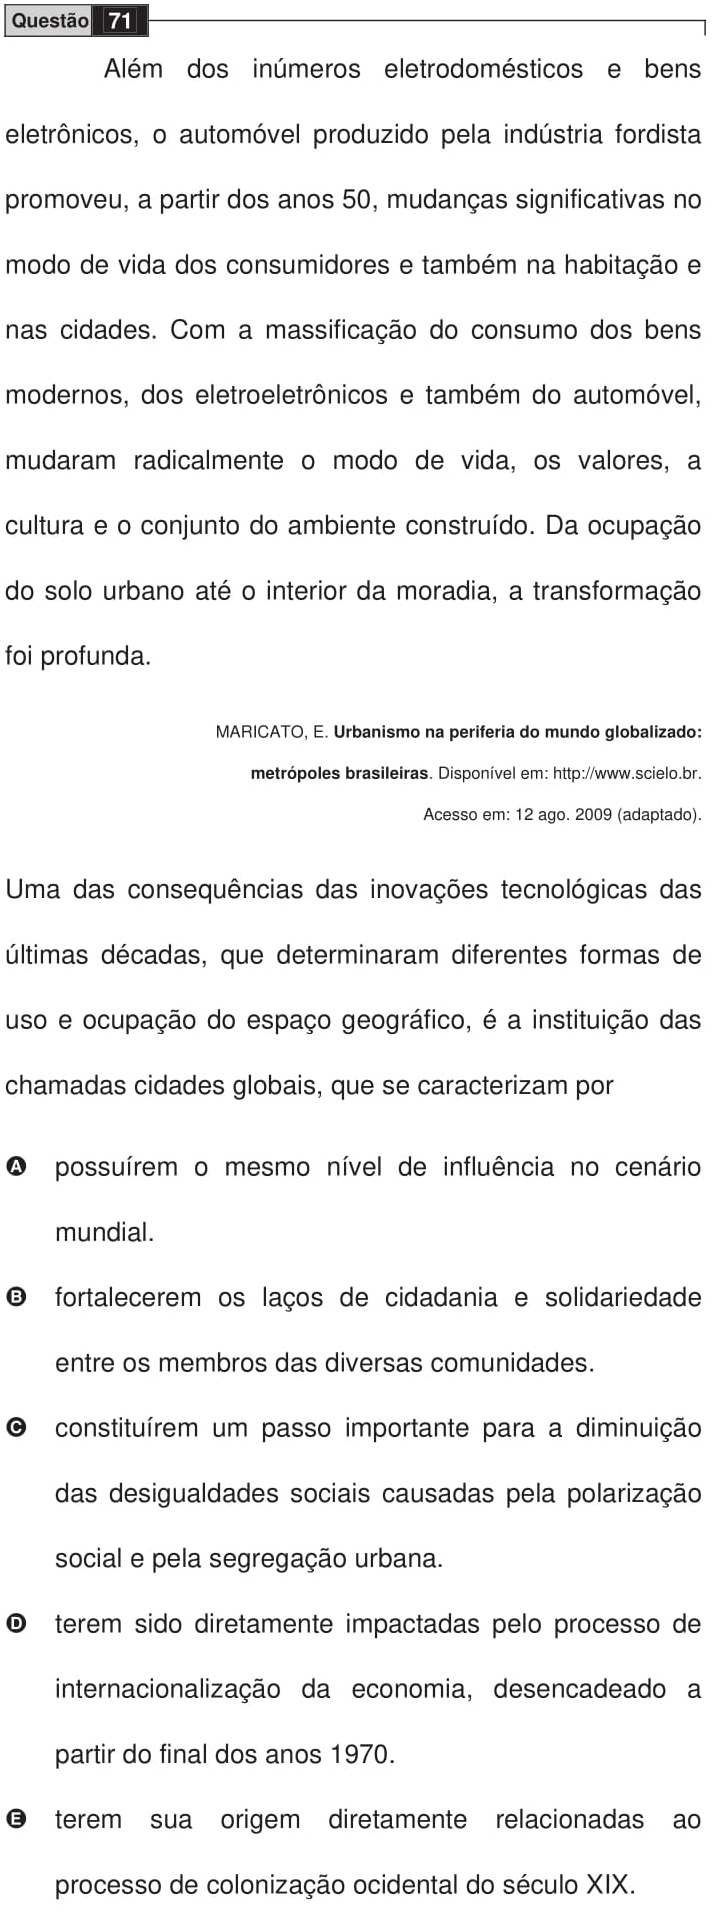 Questão 71
Além dos inúmeros eletrodomésticos e bens
eletrônicos, o automóvel produzido pela indústria fordista
promoveu, a partir dos anos 50, mudanças significativas no
modo de vida dos consumidores e também na habitação e
nas cidades. Com a massificação do consumo dos bens
modernos, dos eletroeletrônicos e também do automóvel,
mudaram radicalmente o modo de vida, os valores, a
cultura e o conjunto do ambiente construído. Da ocupação
do solo urbano até o interior da moradia, a transformação
foi profunda.
MARICATO, E. Urbanismo na periferia do mundo globalizado:
metrópoles brasileiras. Disponível em: http://www.scielo.br.
Acesso em: 12 ago. 2009 (adaptado).
Uma das consequências das inovações tecnológicas das
últimas décadas, que determinaram diferentes formas de
uso e ocupação do espaço geográfico, é a instituição das
chamadas cidades globais, que se caracterizam por
A possuírem o mesmo nível de influência no cenário
mundial.
B fortalecerem os laços de cidadania e solidariedade
entre os membros das diversas comunidades.
C constituírem um passo importante para a diminuição
das desigualdades sociais causadas pela polarização
social e pela segregação urbana.
D terem sido diretamente impactadas pelo processo de
internacionalização da economia, desencadeado a
partir do final dos anos 1970.
E terem sua origem diretamente relacionadas ao
processo de colonização ocidental do século XIX.